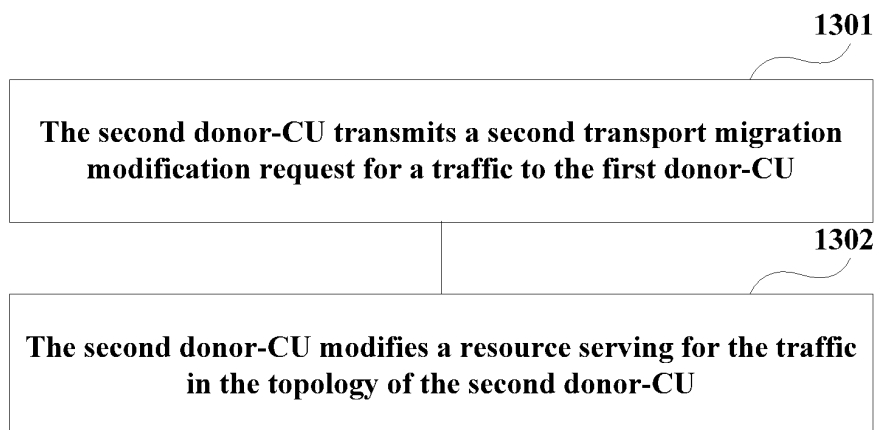 1301
The second donor-CU transmits a second transport migration
modification request for a traffic to the first donor-CU
1302
The second donor-CU modifies a resource serving for the traffic
in the topology of the second donor-CU